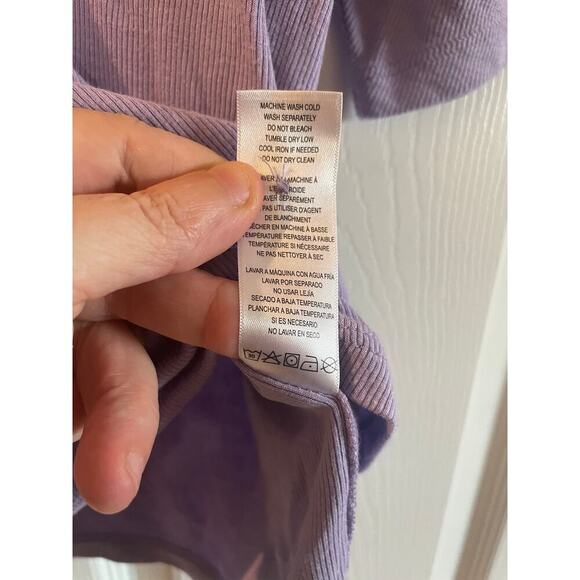 MACHINE WASH COLD
WASH SEPARATELY
DO NOT BLEACH
TUMBLE DRY LOW
COOL IRON IF NEEDED
DO NOT DRY CLEAN
MACHINE À
SÉPARÉMENT
PAS UTILISER D'AGENT
DE BLANCHIMENT
SÉCHER EN MACHINE À BASSE
TEMPÉRATURE REPASSER À FAIBLE
TEMPÉRATURE SI NÉCESSAIRE
NE PAS NETTOYER À SEC
LAVAR A MÁQUINA CON AGUA FRÍA
LAVAR POR SEPARADO
NO USAR LEJÍA
SECADO A BAJA TEMPERATURA
PLANCHAR A BAJA TEMPERATURA
SI ES NECESARIO
NO LAVAR EN SECO
30